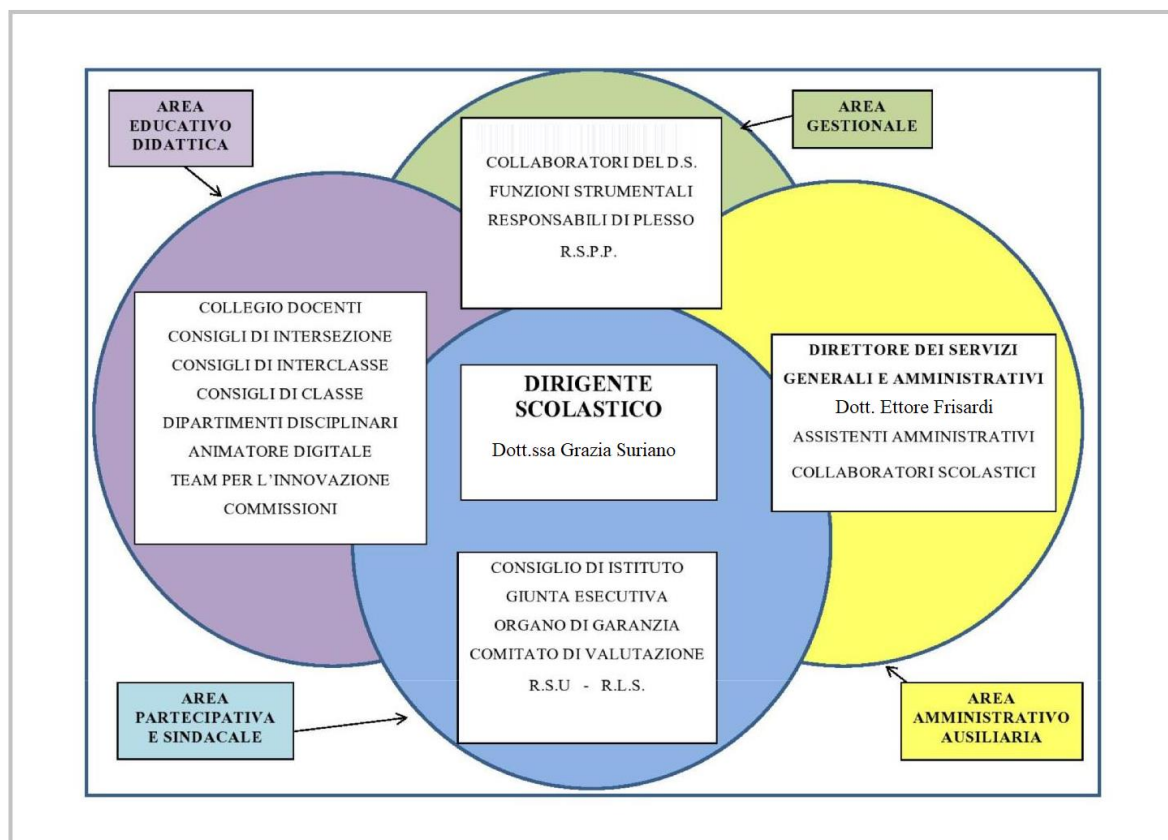 AREA
EDUCATIVO
DIDATTICA
AREA
GESTIONALE
COLLABORATORI DEL D.S.
FUNZIONI STRUMENTALI
RESPONSABILI DI PLESSO
R.S.P.P.
COLLEGIO DOCENTI
CONSIGLI DI INTERSEZIONE
CONSIGLI DI INTERCLASSE
CONSIGLI DI CLASSE
DIPARTIMENTI DISCIPLINARI
ANIMATORE DIGITALE
TEAM PER L'INNOVAZIONE
COMMISSIONI
DIRIGENTE
SCOLASTICO
Dott.ssa Grazia Suriano
DIRETTORE DEI SERVIZI
GENERALI E AMMINISTRATIVI
Dott. Ettore Frisardi
ASSISTENTI AMMINISTRATIVI
COLLABORATORI SCOLASTICI
CONSIGLIO DI ISTITUTO
GIUNTA ESECUTIVA
ORGANO DI GARANZIA
COMITATO DI VALUTAZIONE
R.S.U - R.L.S.
AREA
PARTECIPATIVA
E SINDACALE
AREA
AMMINISTRATIVO
AUSILIARIA